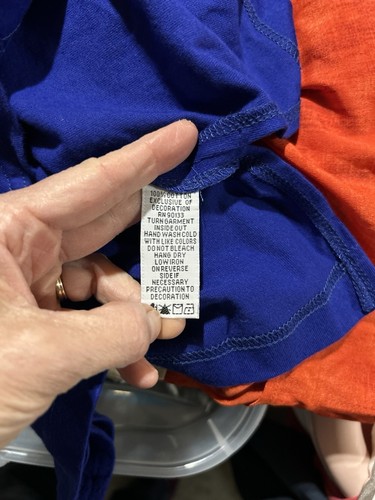 100% COTTON
EXCLUSIVE OF
DECORATION
RN 90133
TURN GARMENT
INSIDE OUT
HAND WASH COLD
WITH LIKE COLORS
DO NOT BLEACH
HANG DRY
LOW IRON
ON REVERSE
SIDE IF
NECESSARY
PRECAUTION TO
DECORATION